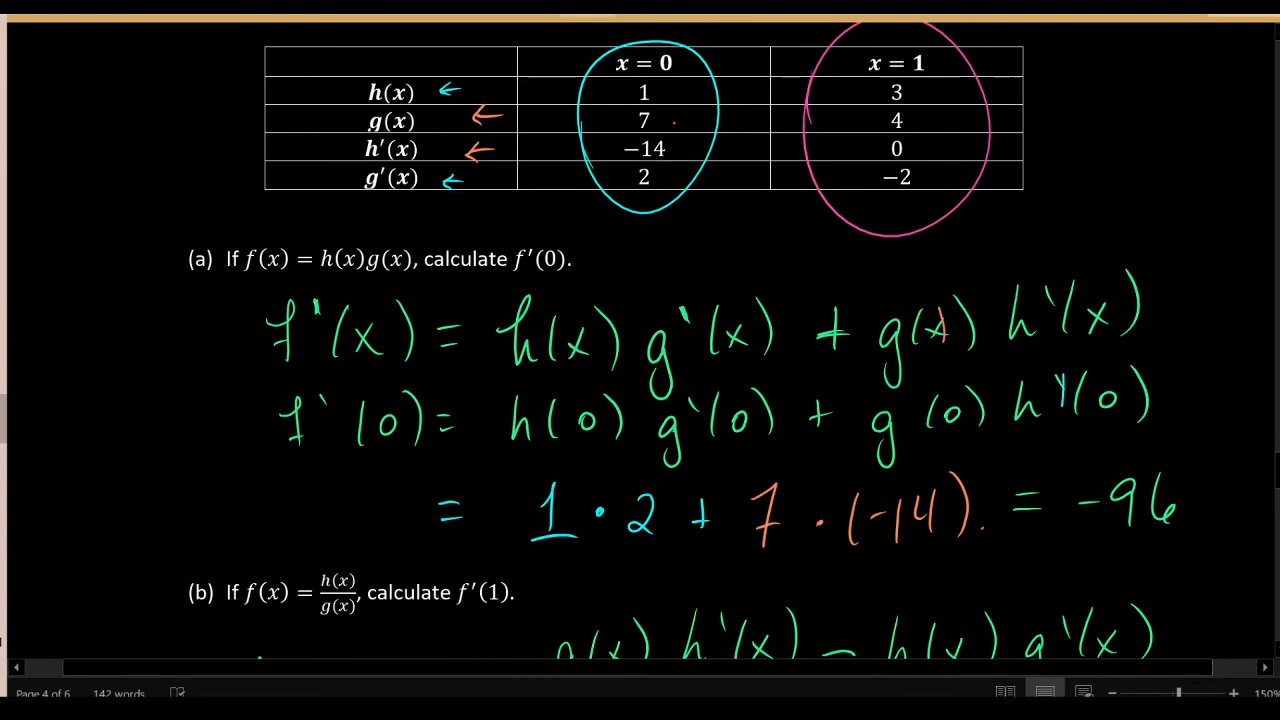 x = 0 x = 1
h(x) 1 3
g(x) 7 4
h'(x) −14 0
g'(x) 2 −2
(a) If f(x) = h(x)g(x), calculate f'(0).
f'(x) = h(x) g'(x) + g(x) h'(x)
f'(0) = h(0) g'(0) + g(0) h'(0)
= 1 · 2 + 7 · (-14). = -96
(b) If f(x) = h(x)/g(x), calculate f'(1).
g(x) h'(x) - h(x) g'(x)
Page 4 of 6 142 words 150%